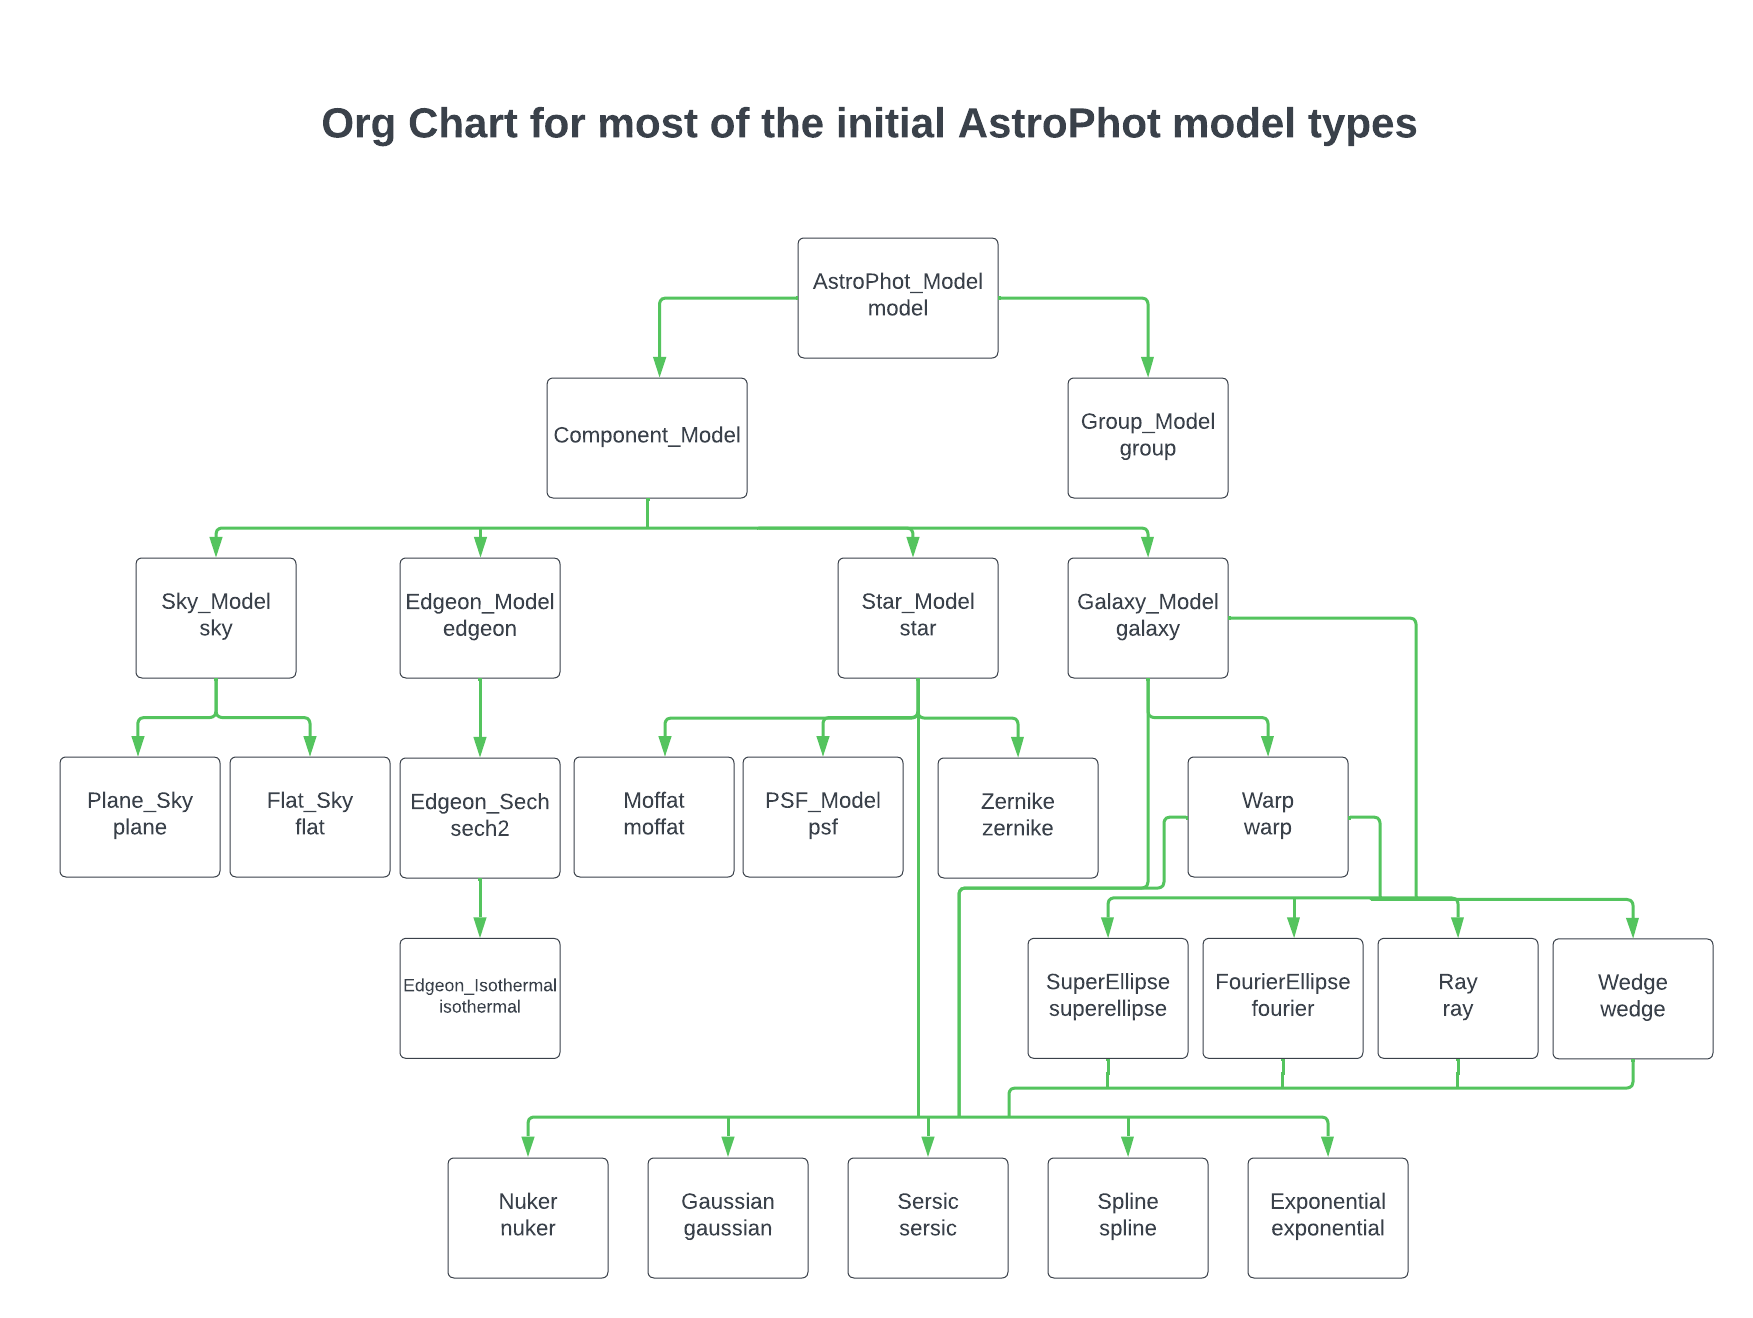 Org Chart for most of the initial AstroPhot model types
AstroPhot_Model
model
Component_Model
Group_Model
group
Sky_Model
sky
Edgeon_Model
edgeon
Star_Model
star
Galaxy_Model
galaxy
Plane_Sky
plane
Flat_Sky
flat
Edgeon_Sech
sech2
Moffat
moffat
PSF_Model
psf
Zernike
zernike
Warp
warp
Edgeon_Isothermal
isothermal
SuperEllipse
superellipse
FourierEllipse
fourier
Ray
ray
Wedge
wedge
Nuker
nuker
Gaussian
gaussian
Sersic
sersic
Spline
spline
Exponential
exponential